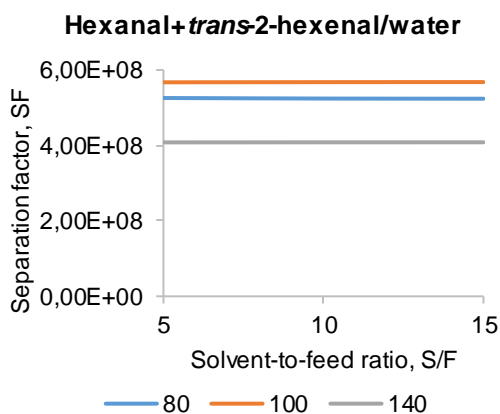 Hexanal+trans-2-hexenal/water
Separation factor, SF
6,00E+08
4,00E+08
2,00E+08
0,00E+00
5
10
15
Solvent-to-feed ratio, S/F
80
100
140